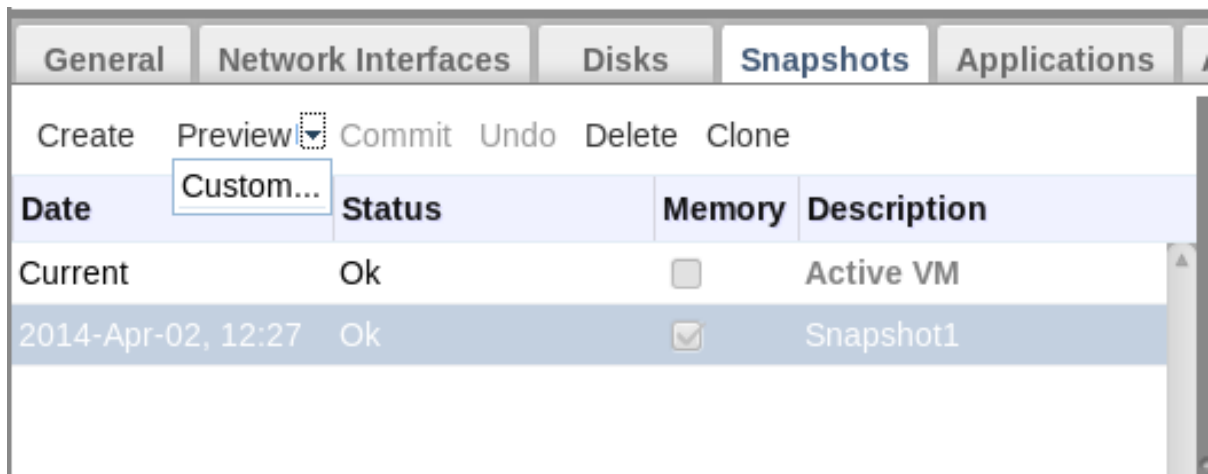 General Network Interfaces Disks Snapshots Applications
Create Preview Commit Undo Delete Clone
Custom...
Date Status Memory Description
Current Ok Active VM
2014-Apr-02, 12:27 Ok Snapshot1